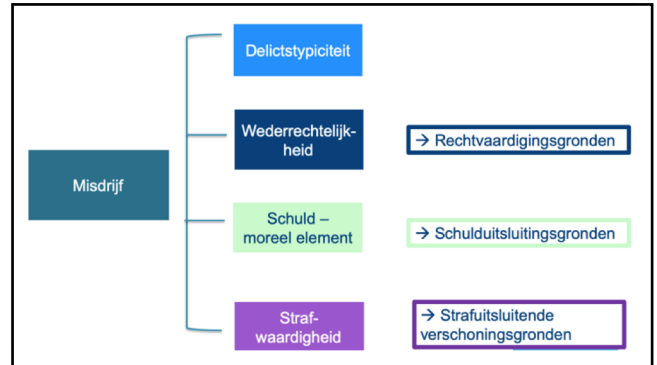 Delictstypiciteit
Wederrechtelijk-
heid
→ Rechtvaardigingsgronden
Misdrijf
Schuld –
moreel element
→ Schulduitsluitingsgronden
Straf-
waardigheid
→ Strafuitsluitende
verschoningsgronden